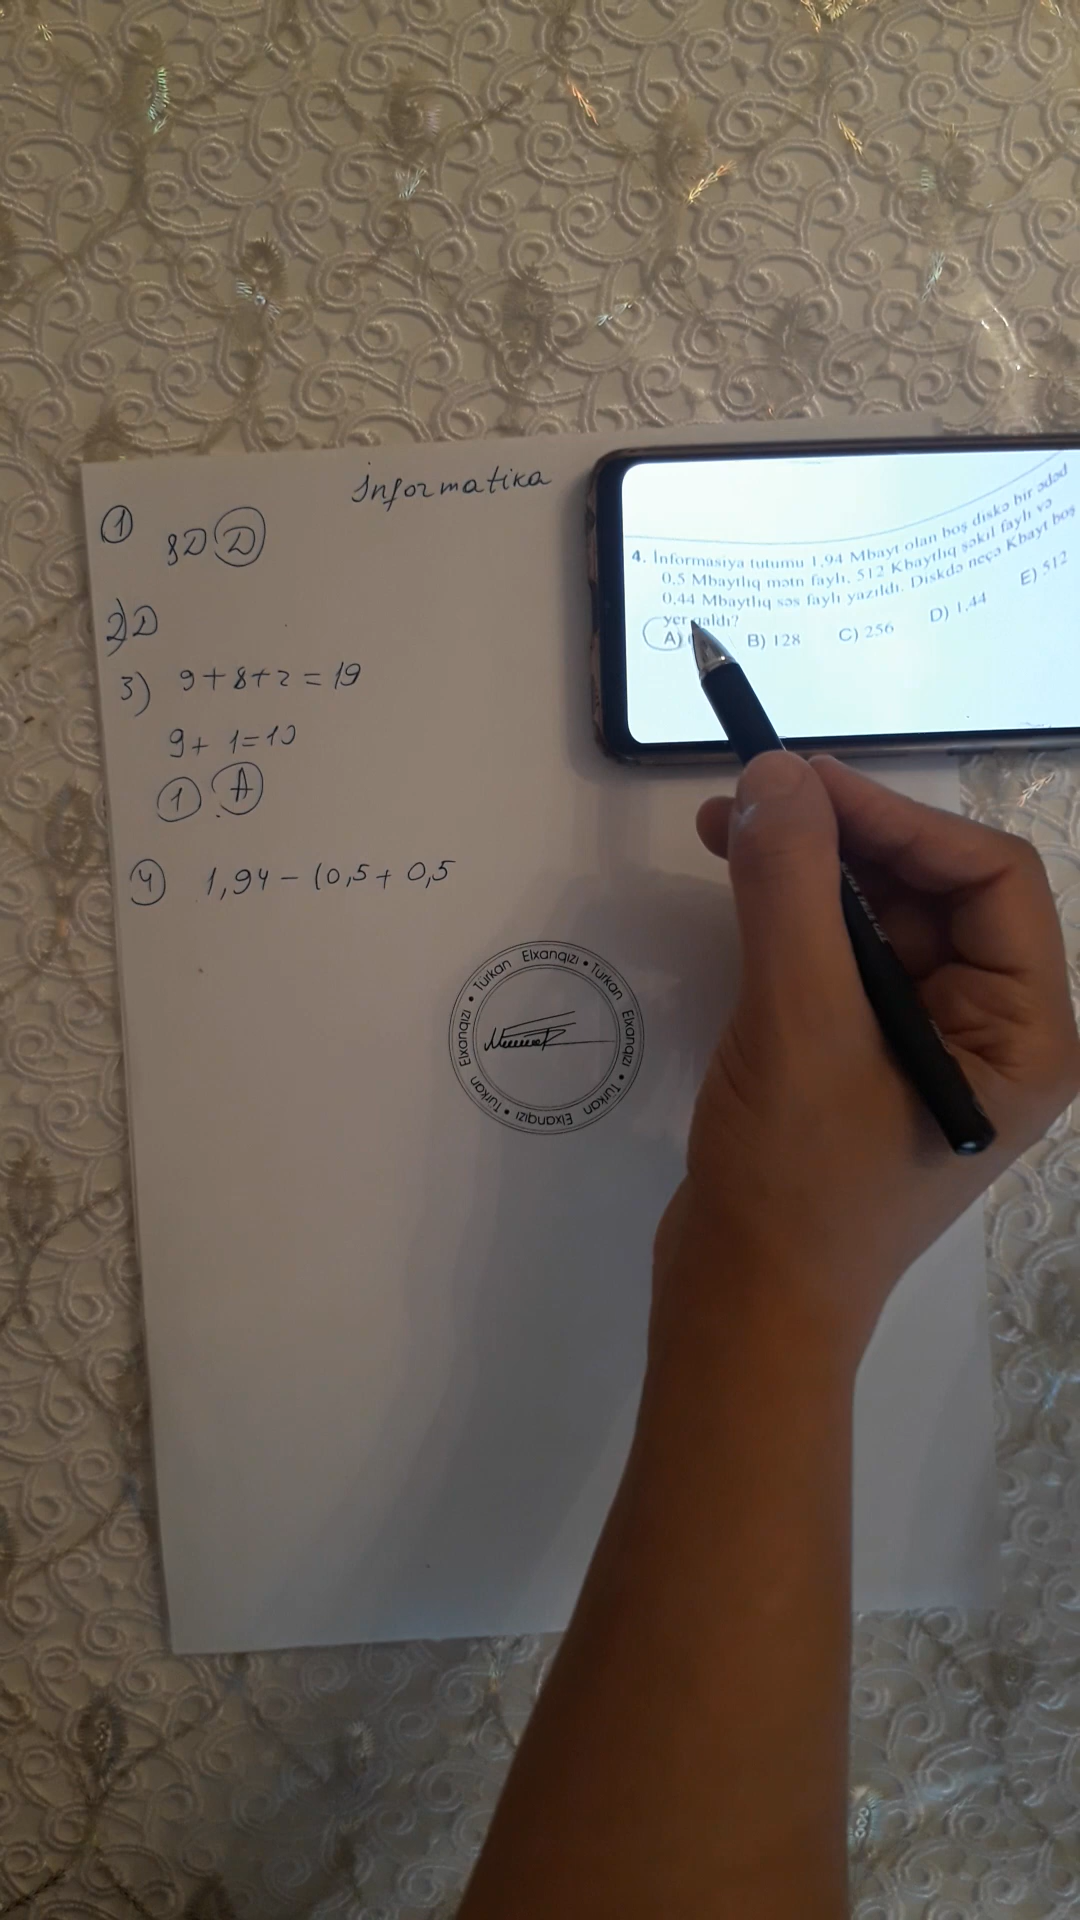 İnformatika
1
8D D
2) D
3) 9+8+2=19
9+ 1=10
1 A
4 1,94-(0,5+0,5
4. İnformasiya tutumu 1,94 Mbayt olan boş diskə bir ədəd
0,5 Mbaytlıq mətn faylı, 512 Kbaytlıq şəkil faylı və
0,44 Mbaytlıq səs faylı yazıldı. Diskdə neçə Kbayt boş
yer qaldı?
A) B) 128 C) 256 D) 1,44 E) 512
Türkan Elxanqızı • Türkan Elxanqızı • Türkan Elxanqızı • Türkan Elxanqızı •